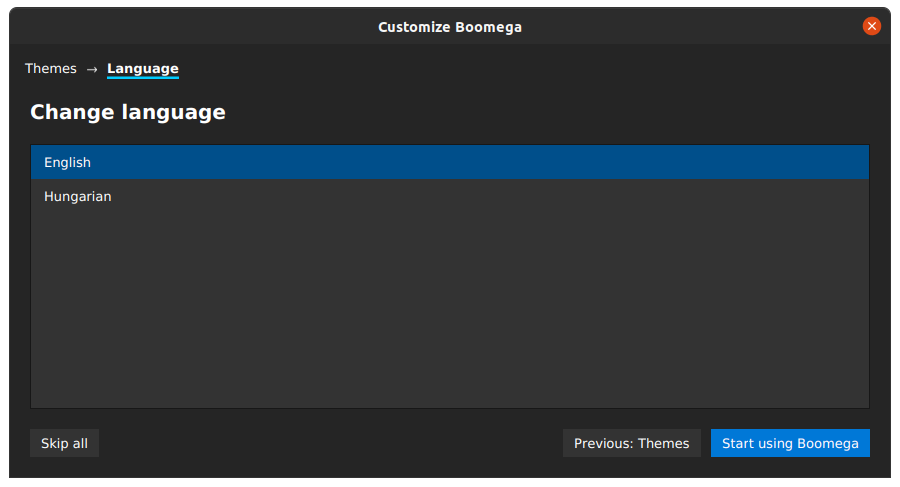 Customize Boomega
Themes → Language
Change language
English
Hungarian
Skip all
Previous: Themes
Start using Boomega